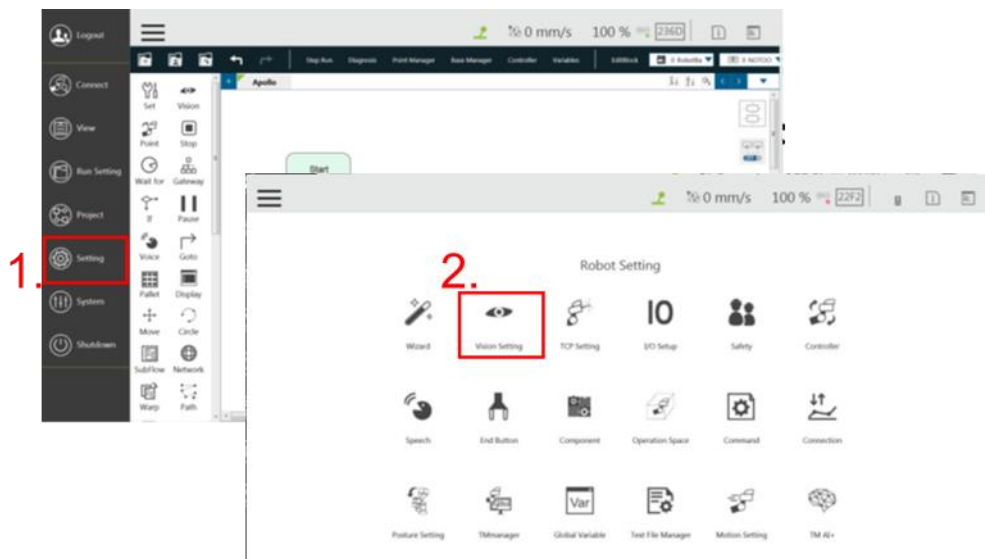 Logout
Connect
View
Run Setting
Project
1.
Setting
System
Shutdown
0 mm/s 100 % 236D
Step Run Diagnosis Point Manager Base Manager Controller Variables EditBlock
Apollo
Set Vision
Point Stop
Wait for Gateway
If Pause
Voice Goto
Pallet Display
Move Circle
SubFlow Network
Warp Path
Start
0 mm/s 100 % 22F2
Robot Setting
2.
Wizard Vision Setting TCP Setting I/O Setup Safety Controller
IO
Speech End Button Component Operation Space Command Connection
Var
Posture Setting TMmanager Global Variable Text File Manager Motion Setting TM AI+